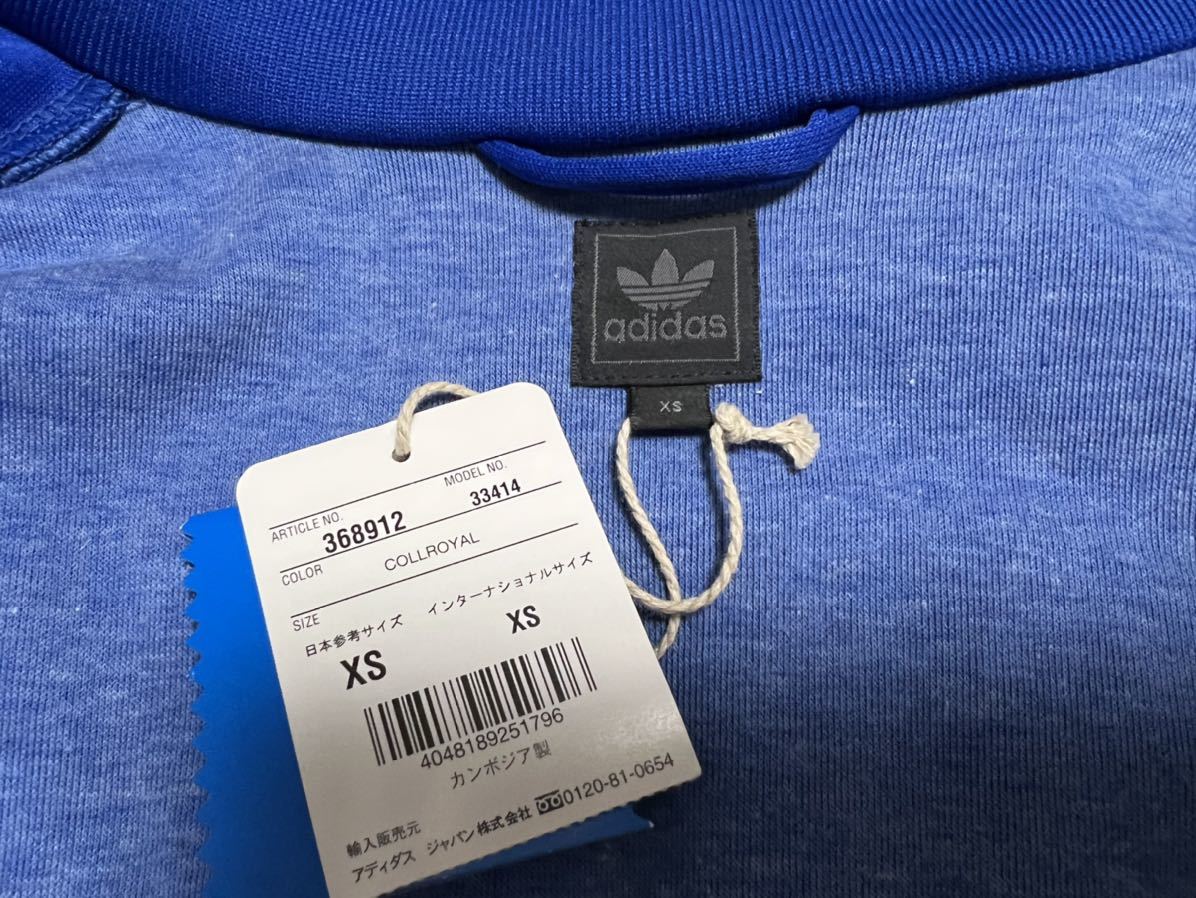 adidas
XS
ARTICLE NO. MODEL NO.
368912 33414
COLOR COLLROYAL
SIZE
日本参考サイズ インターナショナルサイズ
XS XS
4048189251796
カンボジア製
輸入販売元
アディダス ジャパン株式会社 0120-81-0654